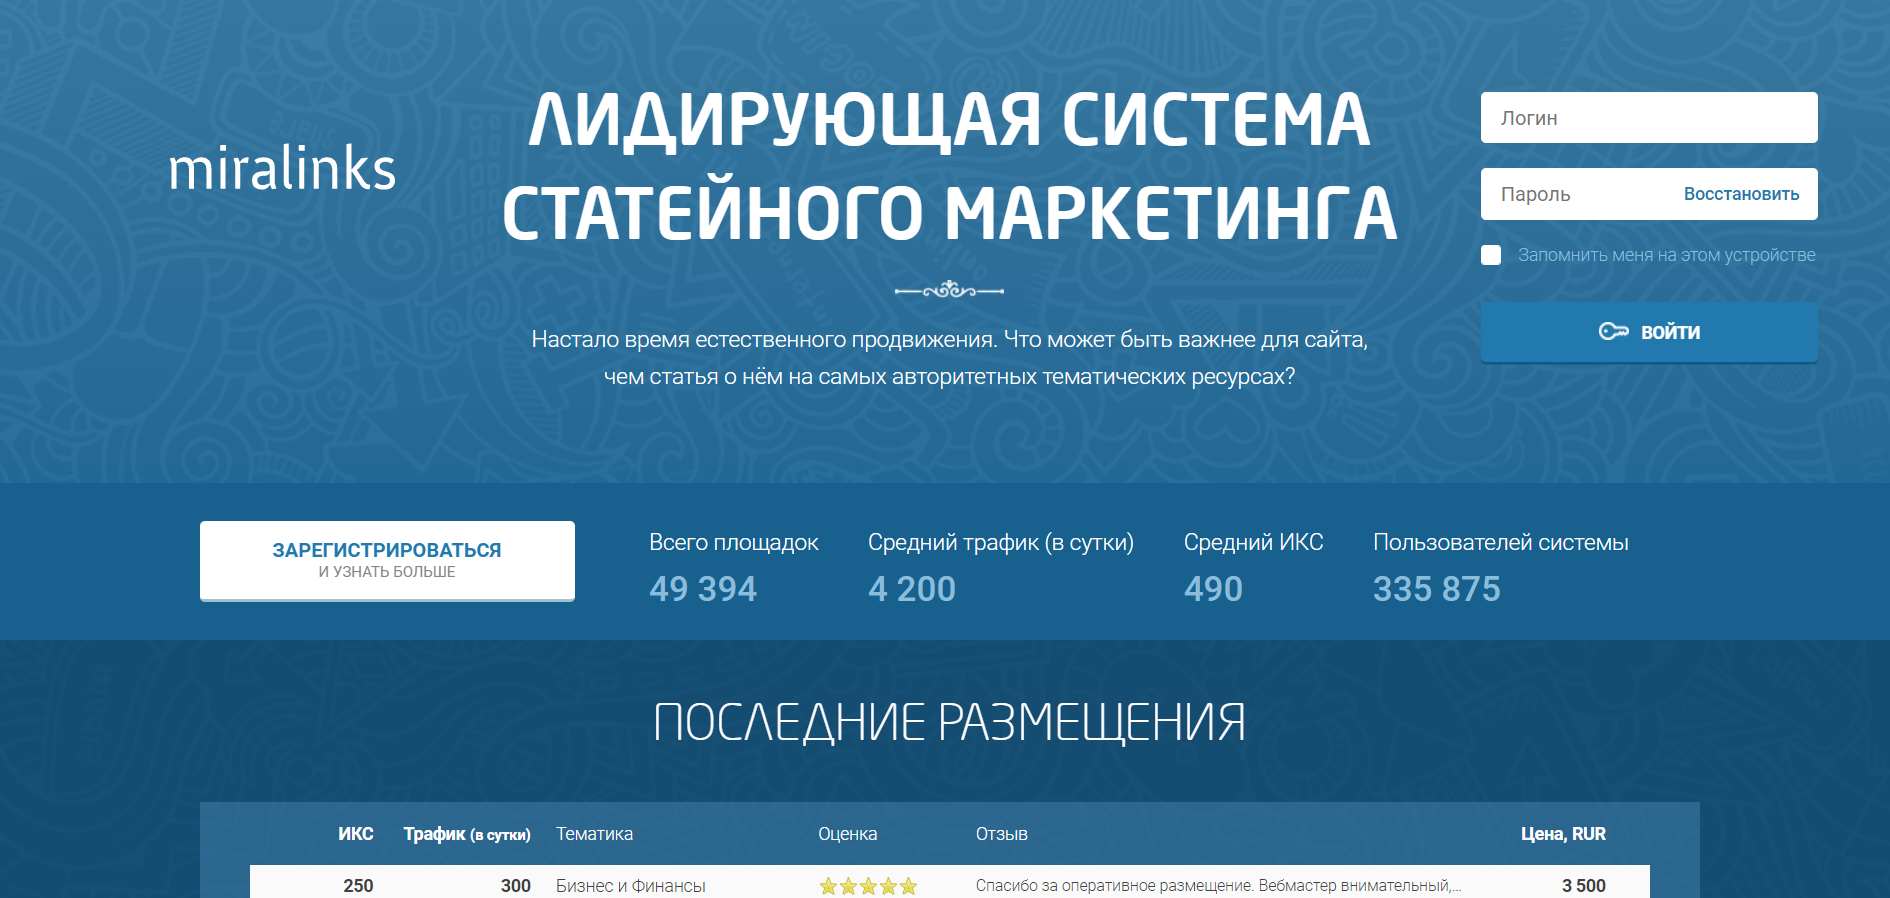 miralinks
ЛИДИРУЮЩАЯ СИСТЕМА
СТАТЕЙНОГО МАРКЕТИНГА
Настало время естественного продвижения. Что может быть важнее для сайта,
чем статья о нём на самых авторитетных тематических ресурсах?
Логин
Пароль Восстановить
Запомнить меня на этом устройстве
ВОЙТИ
ЗАРЕГИСТРИРОВАТЬСЯ
И УЗНАТЬ БОЛЬШЕ
Всего площадок Средний трафик (в сутки) Средний ИКС Пользователей системы
49 394 4 200 490 335 875
ПОСЛЕДНИЕ РАЗМЕЩЕНИЯ
ИКС Трафик (в сутки) Тематика Оценка Отзыв Цена, RUR
250 300 Бизнес и Финансы Спасибо за оперативное размещение. Вебмастер внимательный,... 3 500